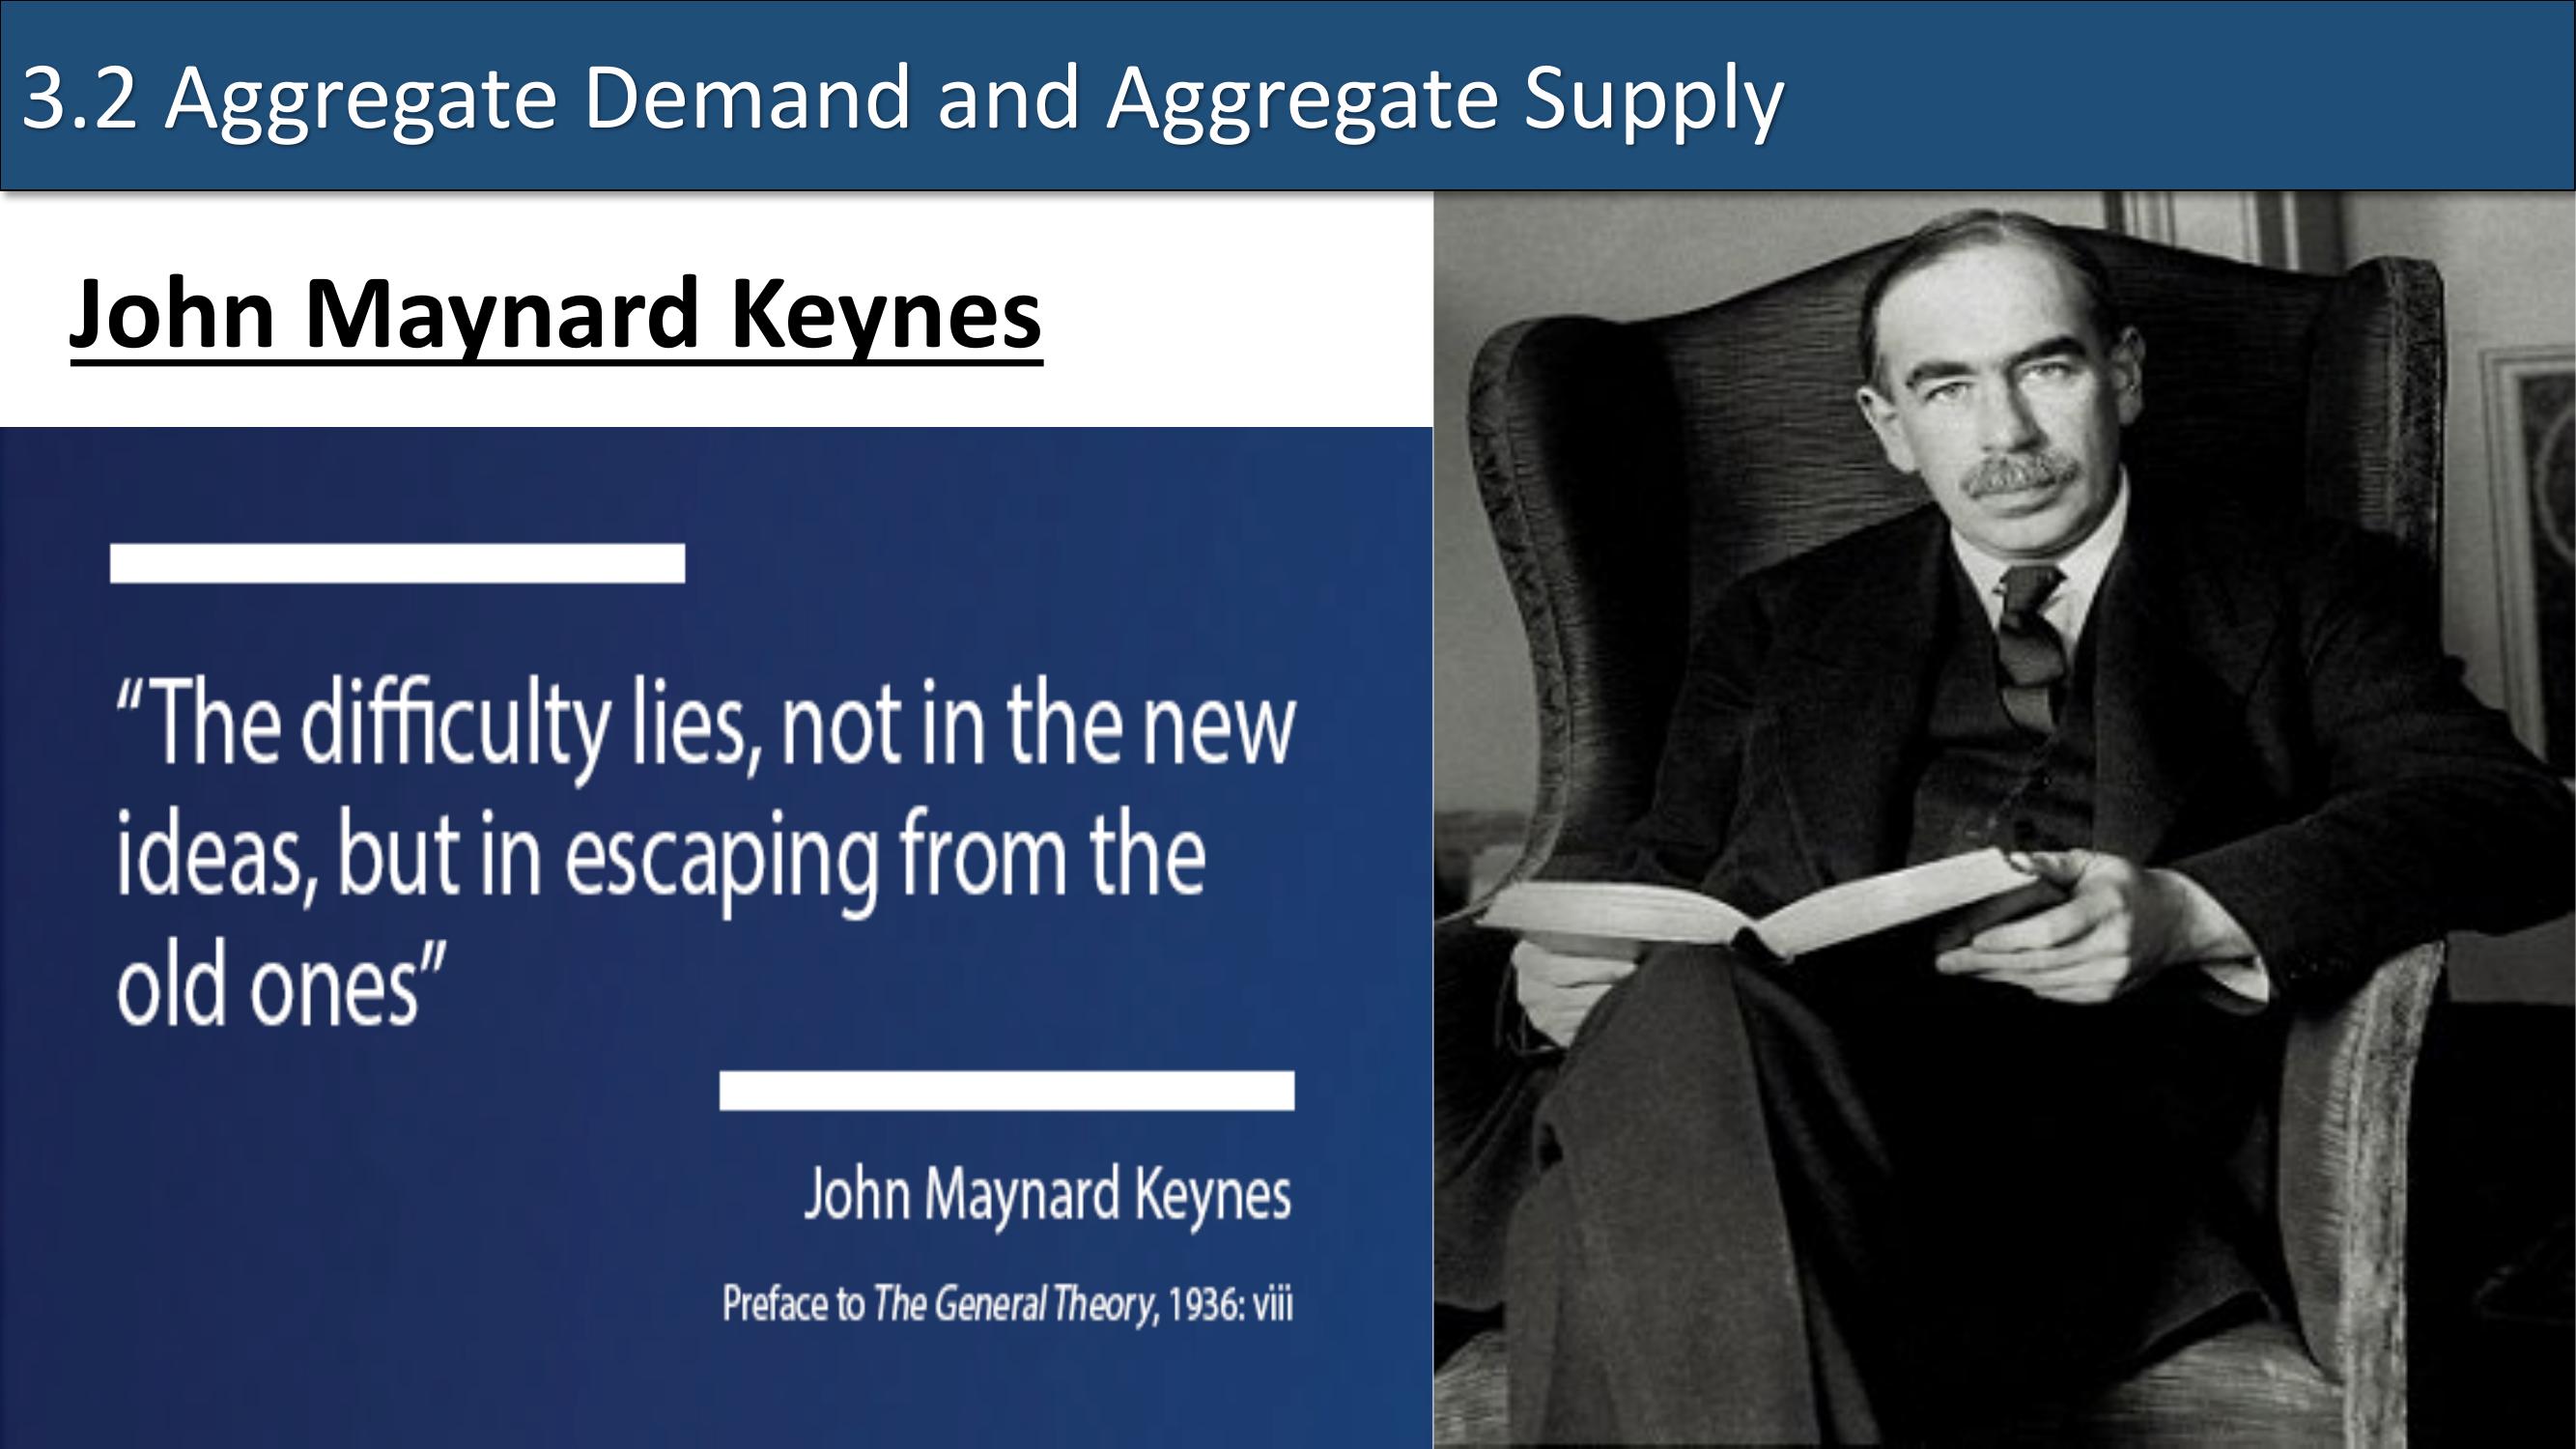 3.2 Aggregate Demand and Aggregate Supply
John Maynard Keynes
“The difficulty lies, not in the new
ideas, but in escaping from the
old ones”
John Maynard Keynes
Preface to The General Theory, 1936: viii